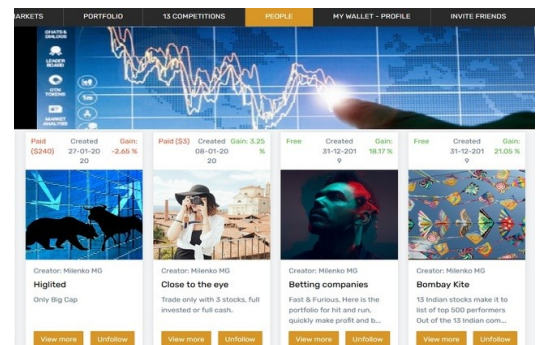 MARKETS PORTFOLIO 13 COMPETITIONS PEOPLE MY WALLET - PROFILE INVITE FRIENDS
CHATS &
DIALOGS
LEADER
BOARD
GTN
TOKENS
MARKET
ANALYSIS
Paid
($240)
Created
27-01-20
20
Gain:
-2.65 %
Creator: Milenko MG
Higlited
Only Big Cap
View more Unfollow
Paid ($3)
Created
08-01-20
20
Gain: 3.25
%
Creator: Milenko MG
Close to the eye
Trade only with 3 stocks, full
invested or full cash.
View more Unfollow
Free
Created
31-12-201
9
Gain:
18.17 %
Creator: Milenko MG
Betting companies
Fast & Furious, Here is the
portfolio for hit and run,
quickly make profit and b...
View more Unfollow
Free
Created
31-12-201
9
Gain:
21.05 %
Creator: Milenko MG
Bombay Kite
13 Indian stocks make it to
list of top 500 performers
Out of the 13 Indian com...
View more Unfollow